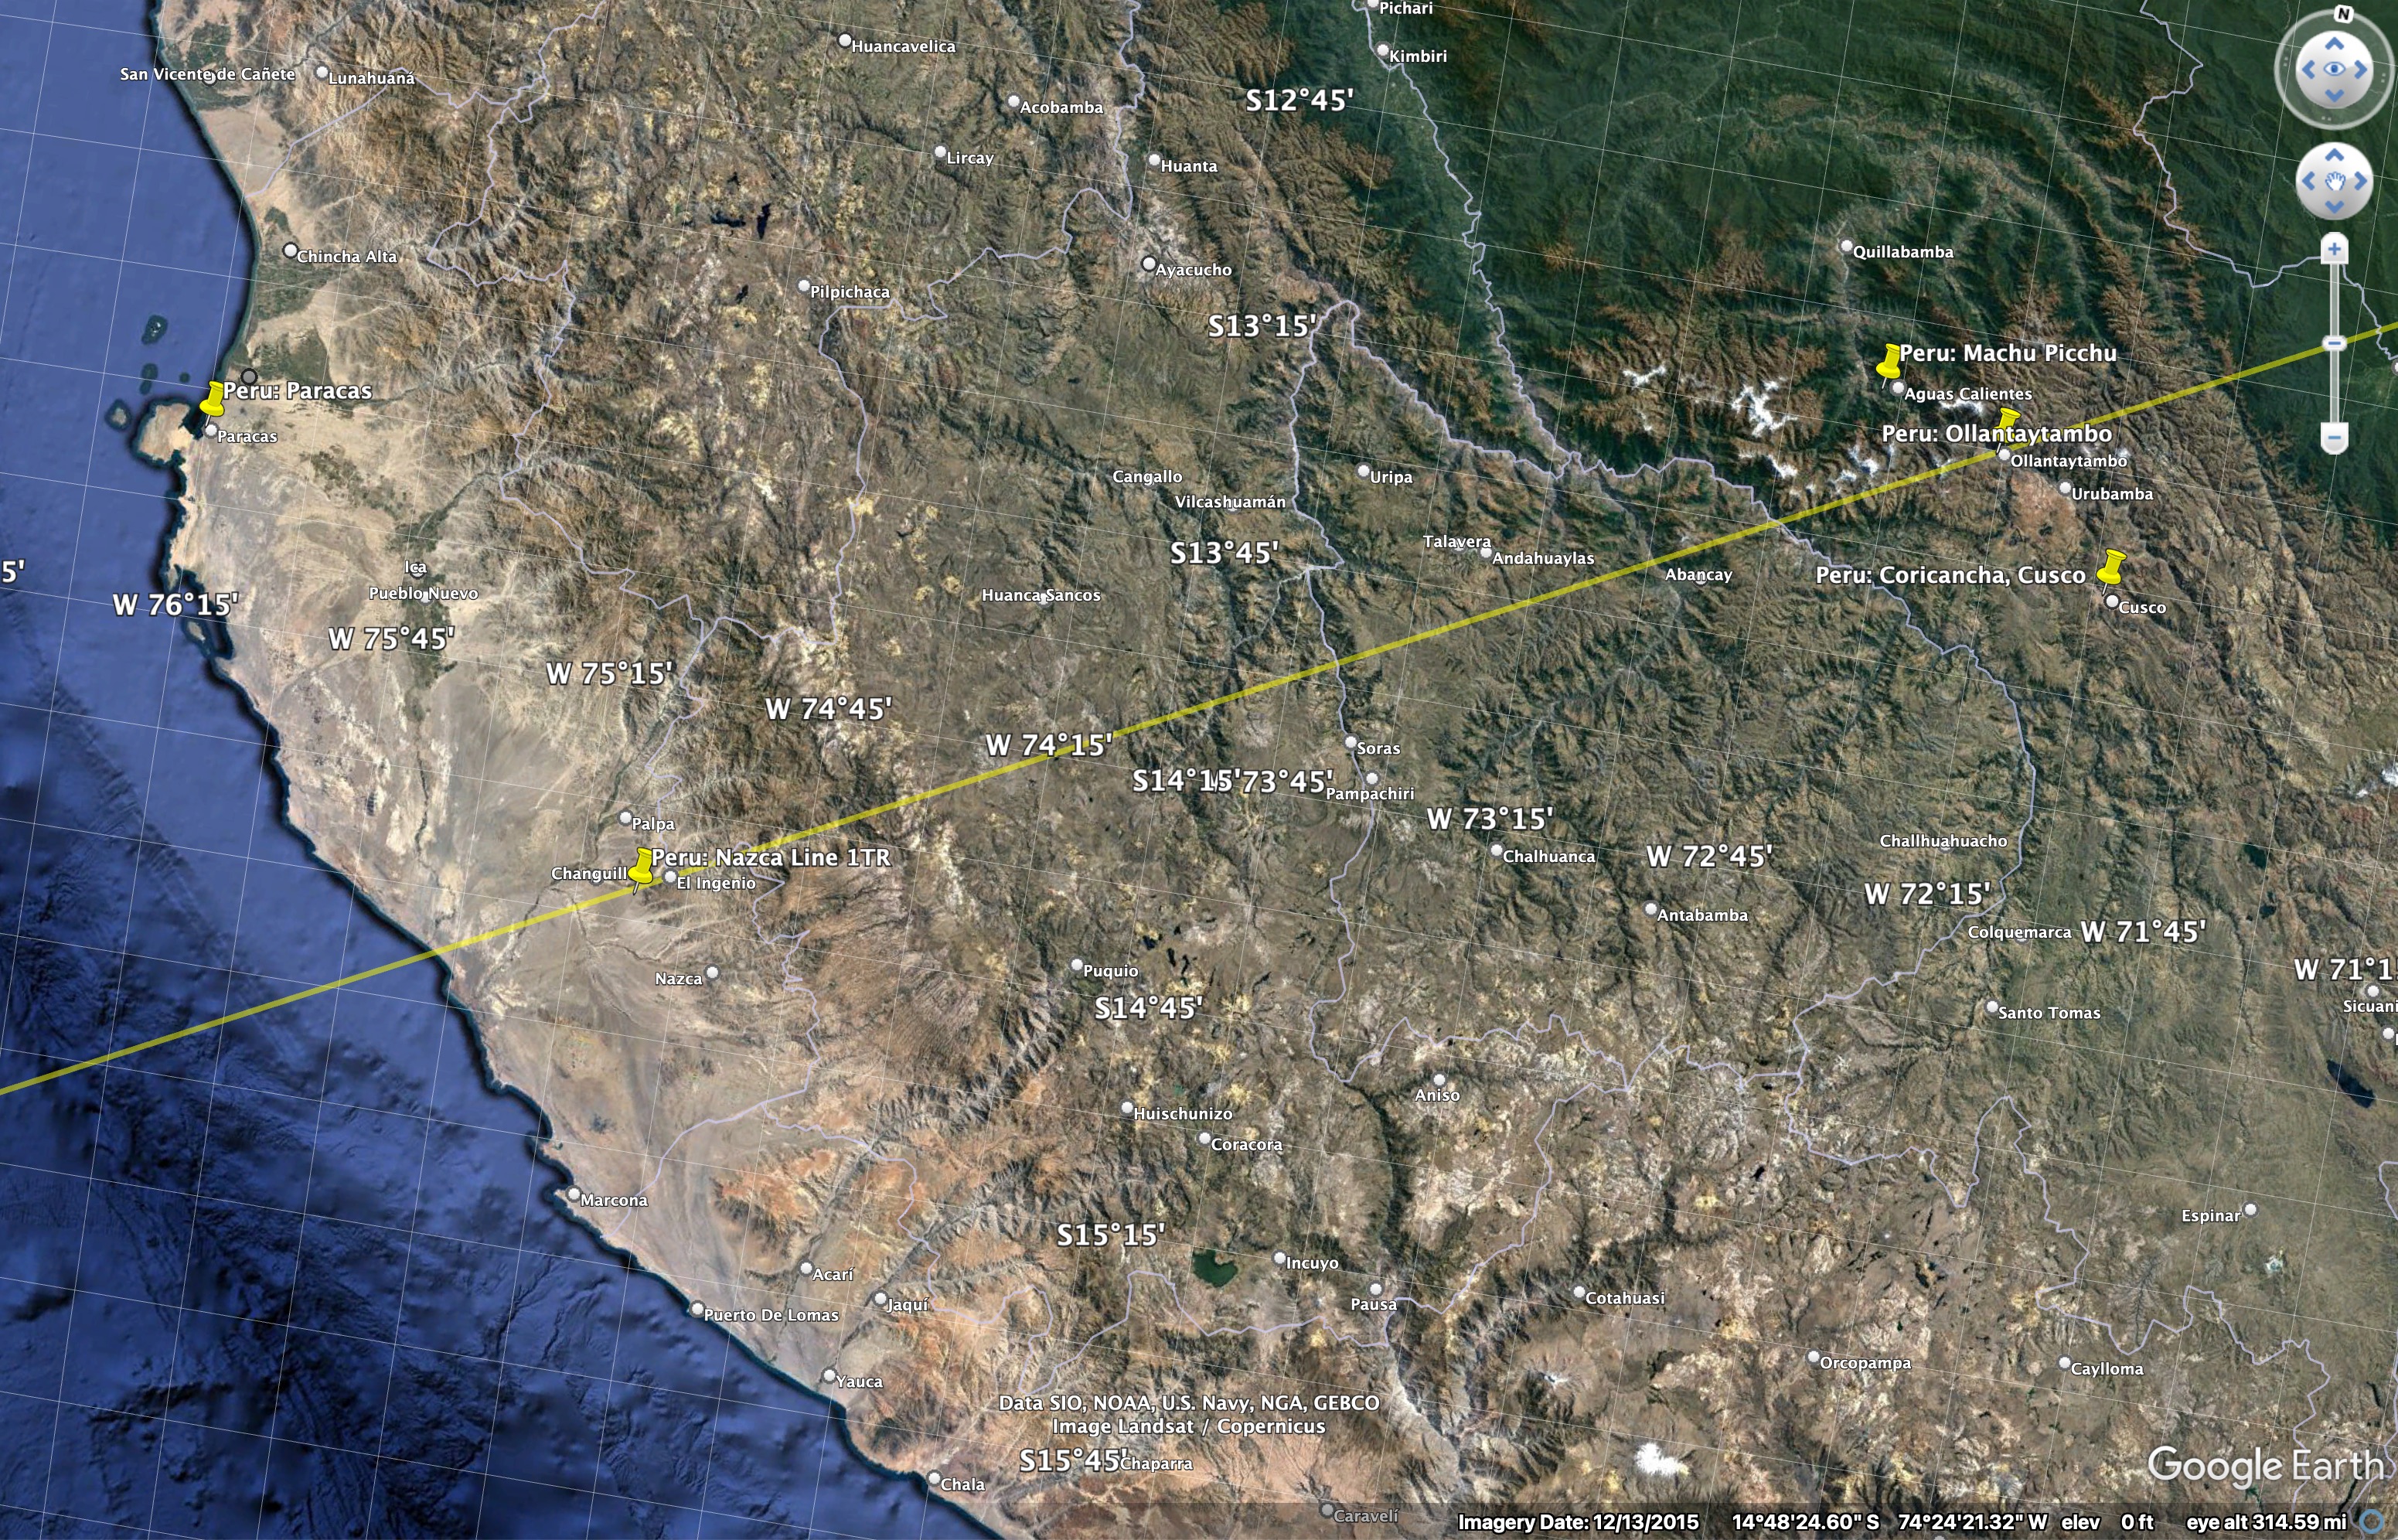 Pichari
Huancavelica
Kimbiri
San Vicente de Cañete
Lunahuaná
Acobamba
S12°45'
Lircay
Huanta
Chincha Alta
Quillabamba
Ayacucho
Pilpichaca
S13°15'
Peru: Machu Picchu
Peru: Paracas
Aguas Calientes
Paracas
Peru: Ollantaytambo
Ollantaytambo
Cangallo
Uripa
Urubamba
Vilcashuamán
Talavera
S13°45'
Andahuaylas
Ica
5'
Abancay
Peru: Coricancha, Cusco
Pueblo Nuevo
Huanca Sancos
W 76°15'
Cusco
W 75°45'
W 75°15'
W 74°45'
W 74°15'
Soras
S14°15'
W 73°45'
Pampachiri
Palpa
W 73°15'
Challhuahuacho
Peru: Nazca Line 1TR
Chalhuanca
W 72°45'
Changuill
El Ingenio
W 72°15'
Antabamba
Colquemarca
W 71°45'
Puquio
W 71°1
Nazca
S14°45'
Sicuani
Santo Tomas
Aniso
Huischunizo
Coracora
Marcona
Espinar
S15°15'
Incuyo
Acarí
Jaquí
Cotahuasi
Pausa
Puerto De Lomas
Orcopampa
Caylloma
Yauca
Data SIO, NOAA, U.S. Navy, NGA, GEBCO
Image Landsat / Copernicus
S15°45'
Chaparra
Google Earth
Chala
Caravelí
Imagery Date: 12/13/2015 14°48'24.60" S 74°24'21.32" W elev 0 ft eye alt 314.59 mi
N